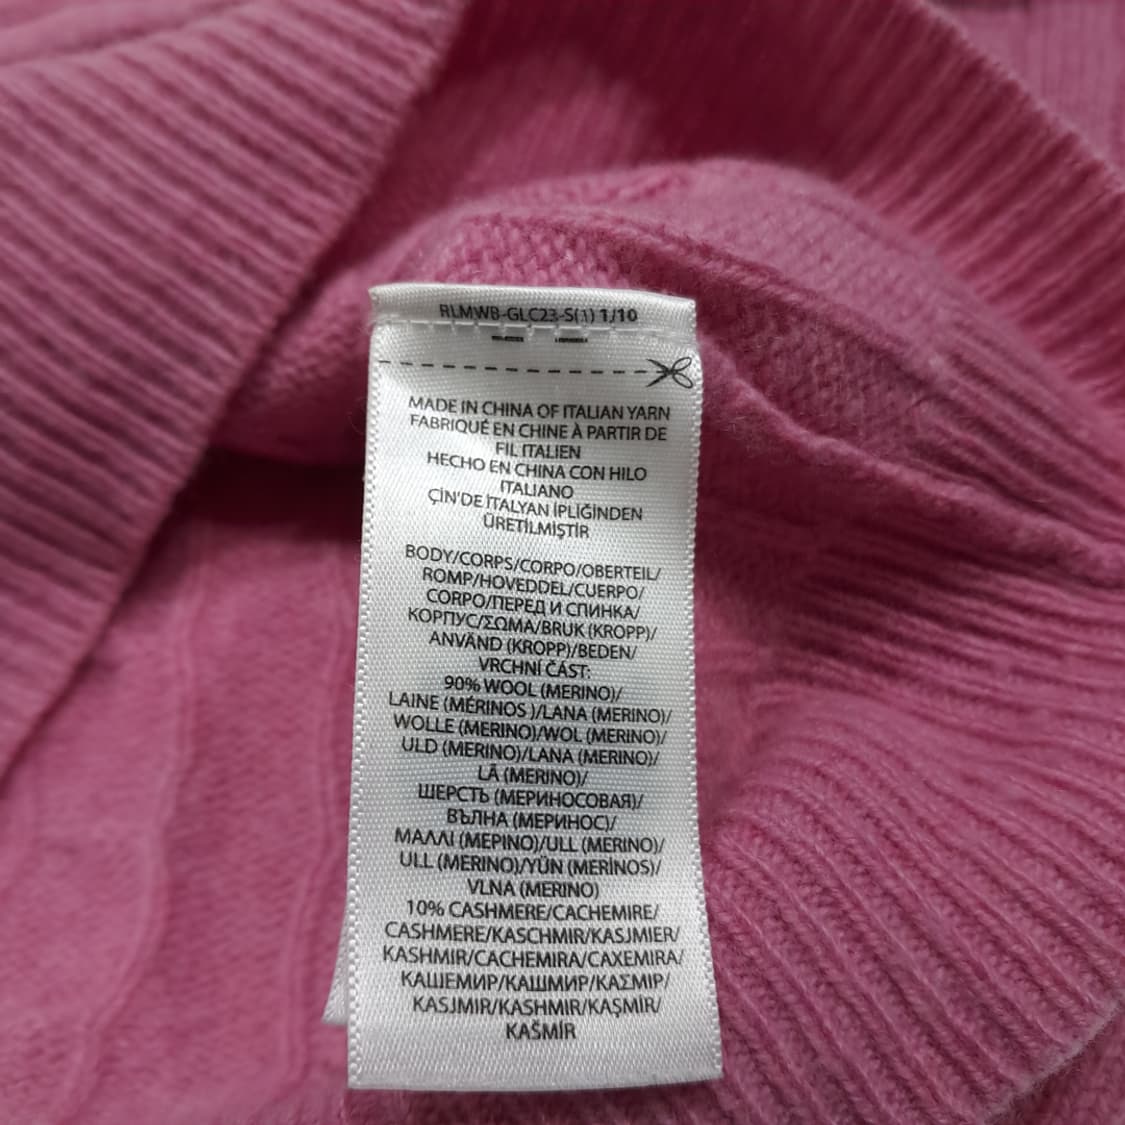 RLMWB-GLC23-S(1) 1/10
MADE IN CHINA OF ITALIAN YARN
FABRIQUÉ EN CHINE À PARTIR DE
FIL ITALIEN
HECHO EN CHINA CON HILO
ITALIANO
ÇİN'DE İTALYAN İPLİĞİNDEN
ÜRETİLMİŞTİR
BODY/CORPS/CORPO/OBERTEIL/
ROMP/HOVEDDEL/CUERPO/
CORPO/ПЕРЕД И СПИНКА/
КОРПУС/ΣΩΜΑ/BRUK (KROPP)/
ANVÄND (KROPP)/BEDEN/
VRCHNÍ ČÁST:
90% WOOL (MERINO)/
LAINE (MÉRINOS )/LANA (MERINO)/
WOLLE (MERINO)/WOL (MERINO)/
ULD (MERINO)/LANA (MERINO)/
LÃ (MERINO)/
ШЕРСТЬ (МЕРИНОСОВАЯ)/
ВЪЛНА (МЕРИНОС)/
ΜΑΛΛΙ (ΜΕΡΙΝΟ)/ULL (MERINO)/
ULL (MERINO)/YÜN (MERİNOS)/
VLNA (MERINO)
10% CASHMERE/CACHEMIRE/
CASHMERE/KASCHMIR/KASJMIER/
KASHMIR/CACHEMIRA/CAXEMIRA/
КАШЕМИР/КАШМИР/ΚΑΣΜΙΡ/
KASJMIR/KASHMIR/KAŞMİR/
KAŠMÍR